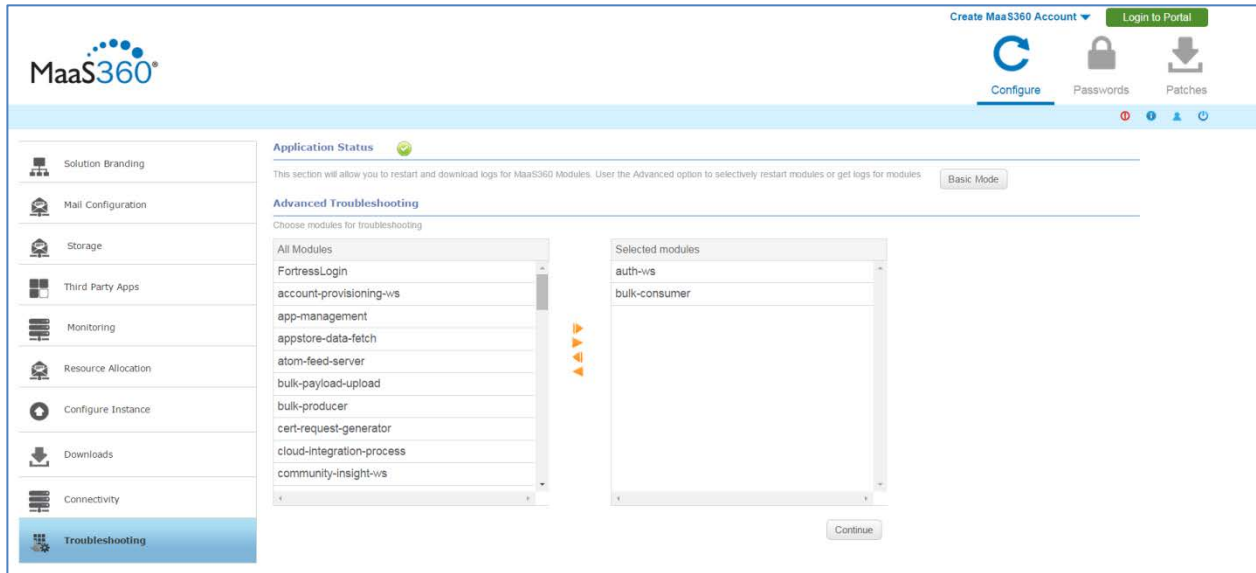 Create MaaS360 Account
Login to Portal
MaaS360®
Configure
Passwords
Patches
Solution Branding
Mail Configuration
Storage
Third Party Apps
Monitoring
Resource Allocation
Configure Instance
Downloads
Connectivity
Troubleshooting
Application Status
This section will allow you to restart and download logs for MaaS360 Modules. User the Advanced option to selectively restart modules or get logs for modules
Basic Mode
Advanced Troubleshooting
Choose modules for troubleshooting
All Modules
FortressLogin
account-provisioning-ws
app-management
appstore-data-fetch
atom-feed-server
bulk-payload-upload
bulk-producer
cert-request-generator
cloud-integration-process
community-insight-ws
Selected modules
auth-ws
bulk-consumer
Continue